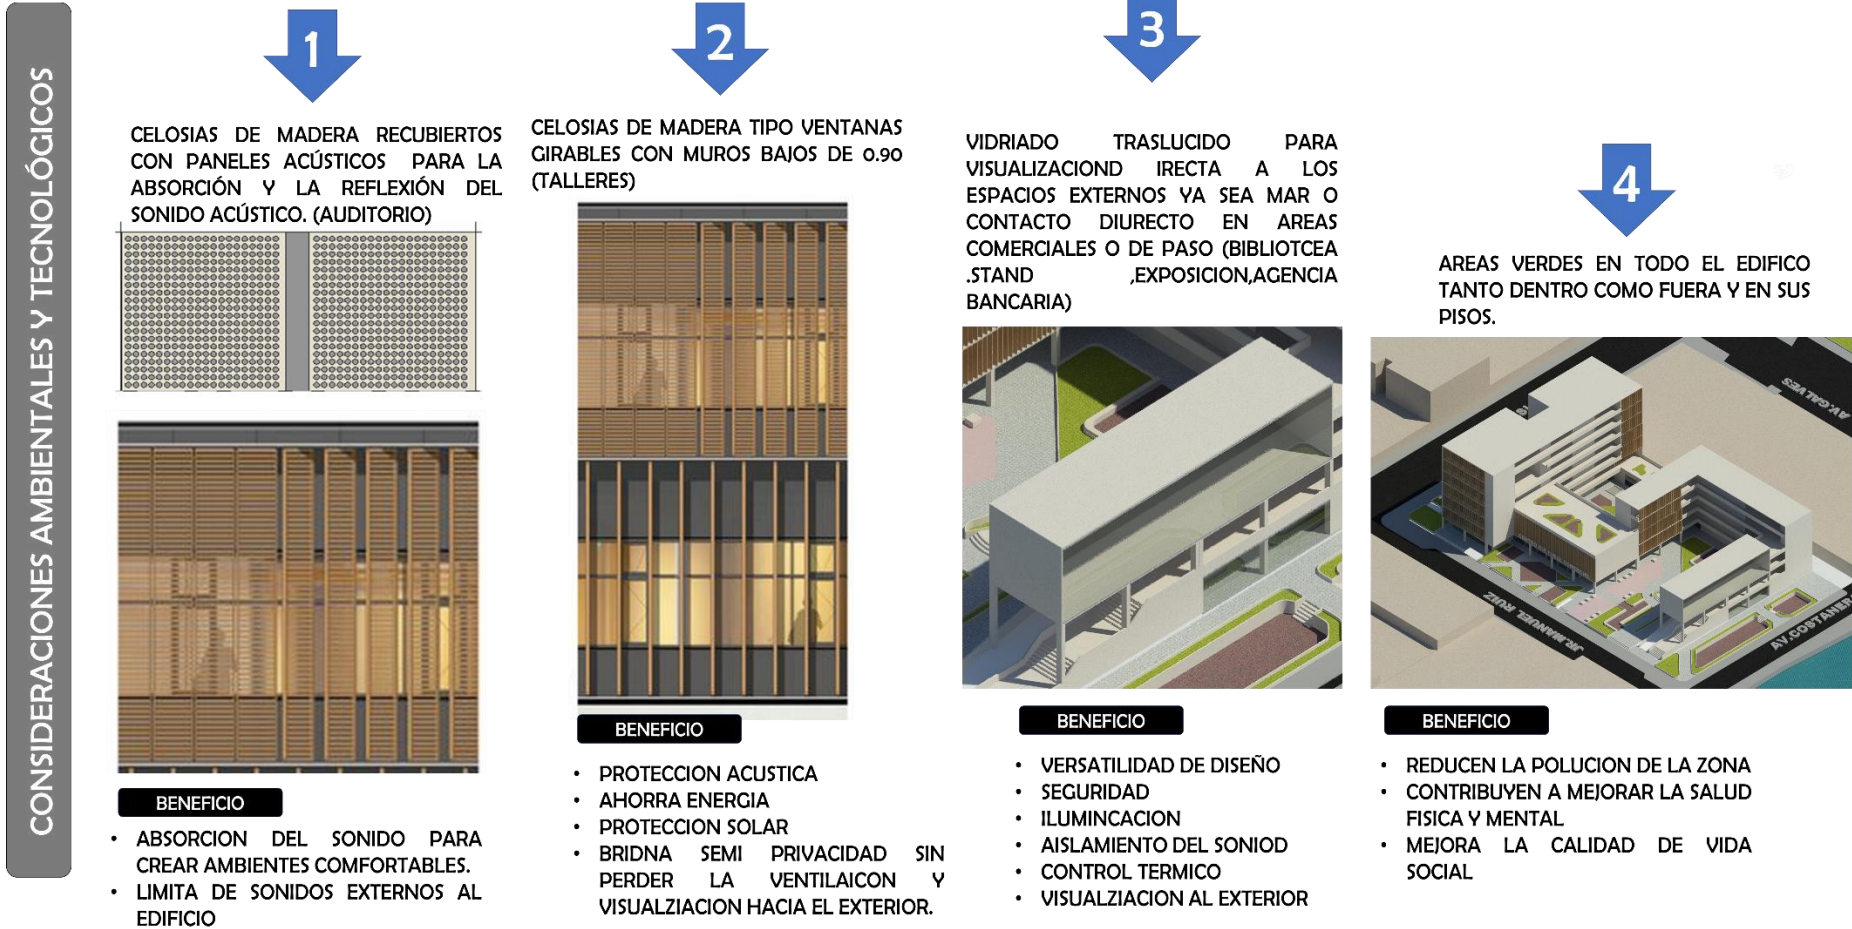 CONSIDERACIONES AMBIENTALES Y TECNOLÓGICOS
1
CELOSIAS DE MADERA RECUBIERTOS
CON PANELES ACÚSTICOS PARA LA
ABSORCIÓN Y LA REFLEXIÓN DEL
SONIDO ACÚSTICO. (AUDITORIO)
BENEFICIO
• ABSORCION DEL SONIDO PARA
CREAR AMBIENTES COMFORTABLES.
• LIMITA DE SONIDOS EXTERNOS AL
EDIFICIO
2
CELOSIAS DE MADERA TIPO VENTANAS
GIRABLES CON MUROS BAJOS DE 0.90
(TALLERES)
BENEFICIO
• PROTECCION ACUSTICA
• AHORRA ENERGIA
• PROTECCION SOLAR
• BRIDNA SEMI PRIVACIDAD SIN
PERDER LA VENTILAICON Y
VISUALZIACION HACIA EL EXTERIOR.
3
VIDRIADO TRASLUCIDO PARA
VISUALIZACIOND IRECTA A LOS
ESPACIOS EXTERNOS YA SEA MAR O
CONTACTO DIURECTO EN AREAS
COMERCIALES O DE PASO (BIBLIOTCEA
.STAND ,EXPOSICION,AGENCIA
BANCARIA)
BENEFICIO
• VERSATILIDAD DE DISEÑO
• SEGURIDAD
• ILUMINCACION
• AISLAMIENTO DEL SONIOD
• CONTROL TERMICO
• VISUALZIACION AL EXTERIOR
4
AREAS VERDES EN TODO EL EDIFICO
TANTO DENTRO COMO FUERA Y EN SUS
PISOS.
AV.GALVES
JR.MANUEL RUIZ
AV.COSTANER
BENEFICIO
• REDUCEN LA POLUCION DE LA ZONA
• CONTRIBUYEN A MEJORAR LA SALUD
FISICA Y MENTAL
• MEJORA LA CALIDAD DE VIDA
SOCIAL